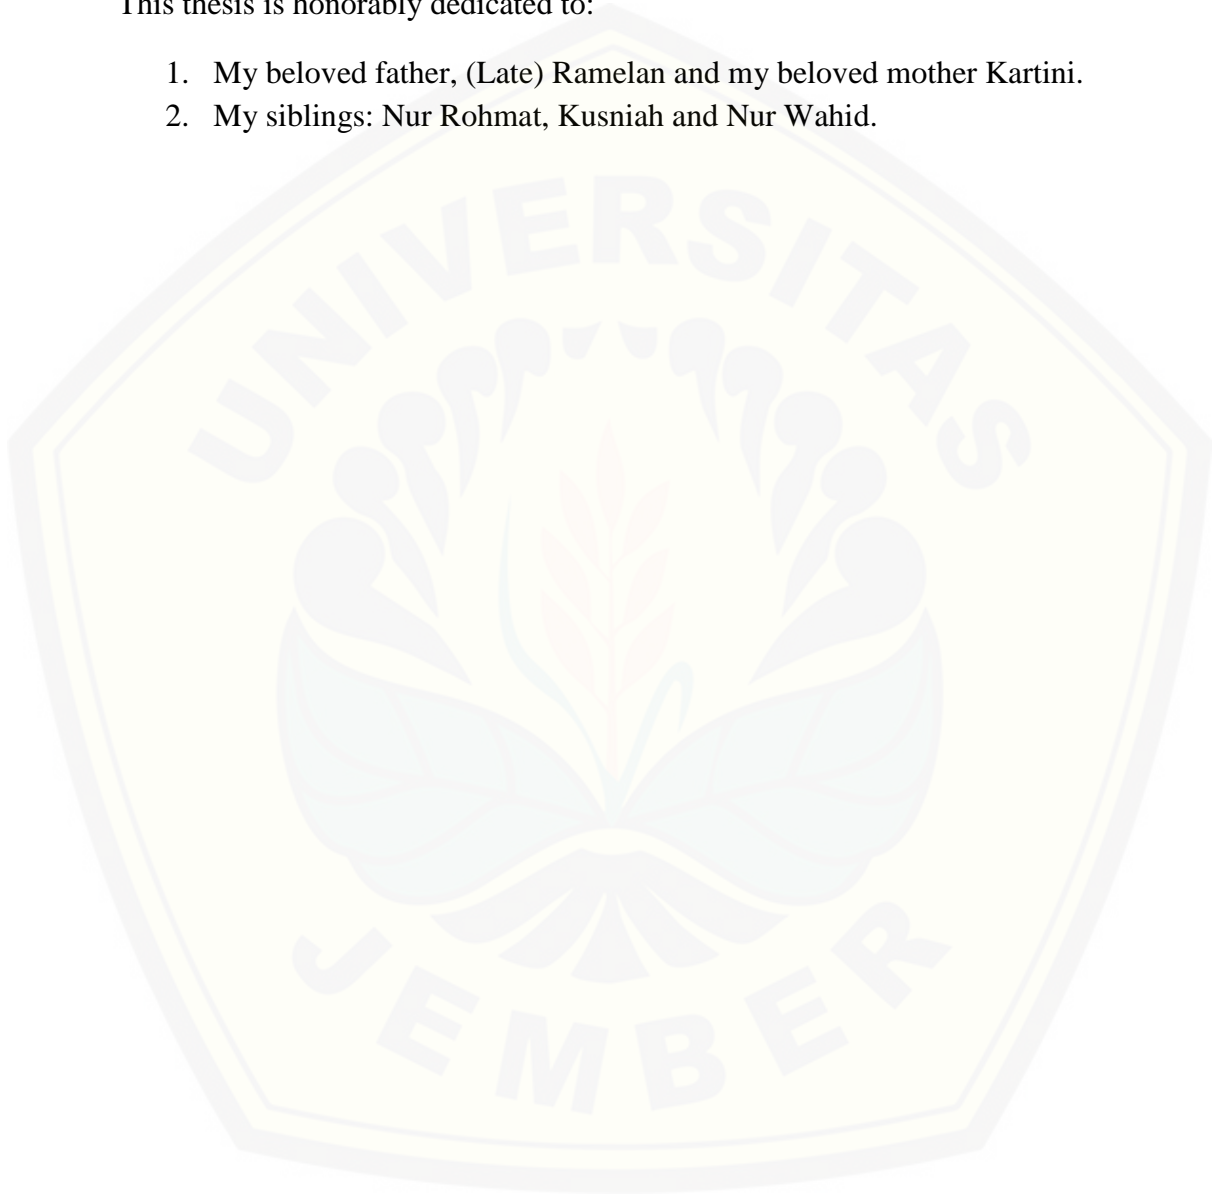 This thesis is honorably dedicated to:
1. My beloved father, (Late) Ramelan and my beloved mother Kartini.
2. My siblings: Nur Rohmat, Kusniah and Nur Wahid.
UNIVERSITAS
JEMBER